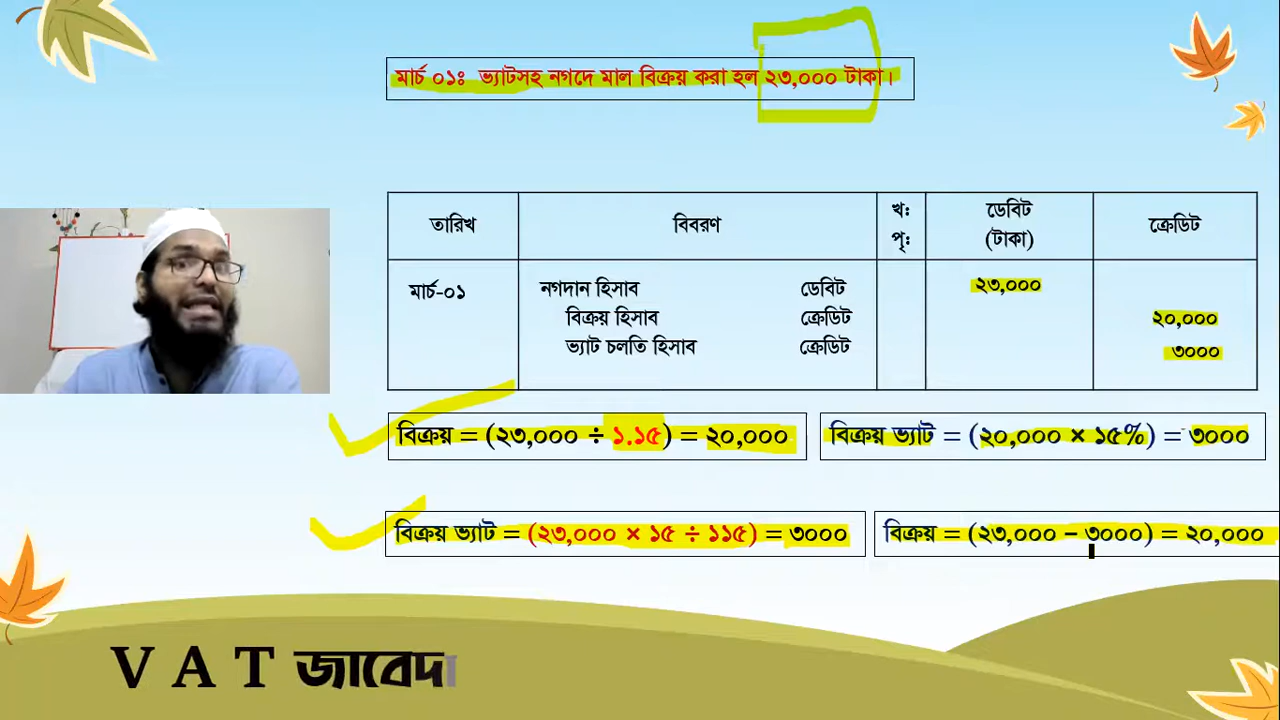 মার্চ ০১ঃ ভ্যাটসহ নগদে মাল বিক্রয় করা হল ২৩,০০০ টাকা।
তারিখ বিবরণ খঃ পৃঃ ডেবিট (টাকা) ক্রেডিট
মার্চ-০১ নগদান হিসাব ডেবিট ২৩,০০০
বিক্রয় হিসাব ক্রেডিট ২০,০০০
ভ্যাট চলতি হিসাব ক্রেডিট ৩০০০
বিক্রয় = (২৩,০০০ ÷ ১.১৫) = ২০,০০০
বিক্রয় ভ্যাট = (২০,০০০ × ১৫%) = ৩০০০
বিক্রয় ভ্যাট = (২৩,০০০ × ১৫ ÷ ১১৫) = ৩০০০
বিক্রয় = (২৩,০০০ – ৩০০০) = ২০,০০০
V A T জাবেদা